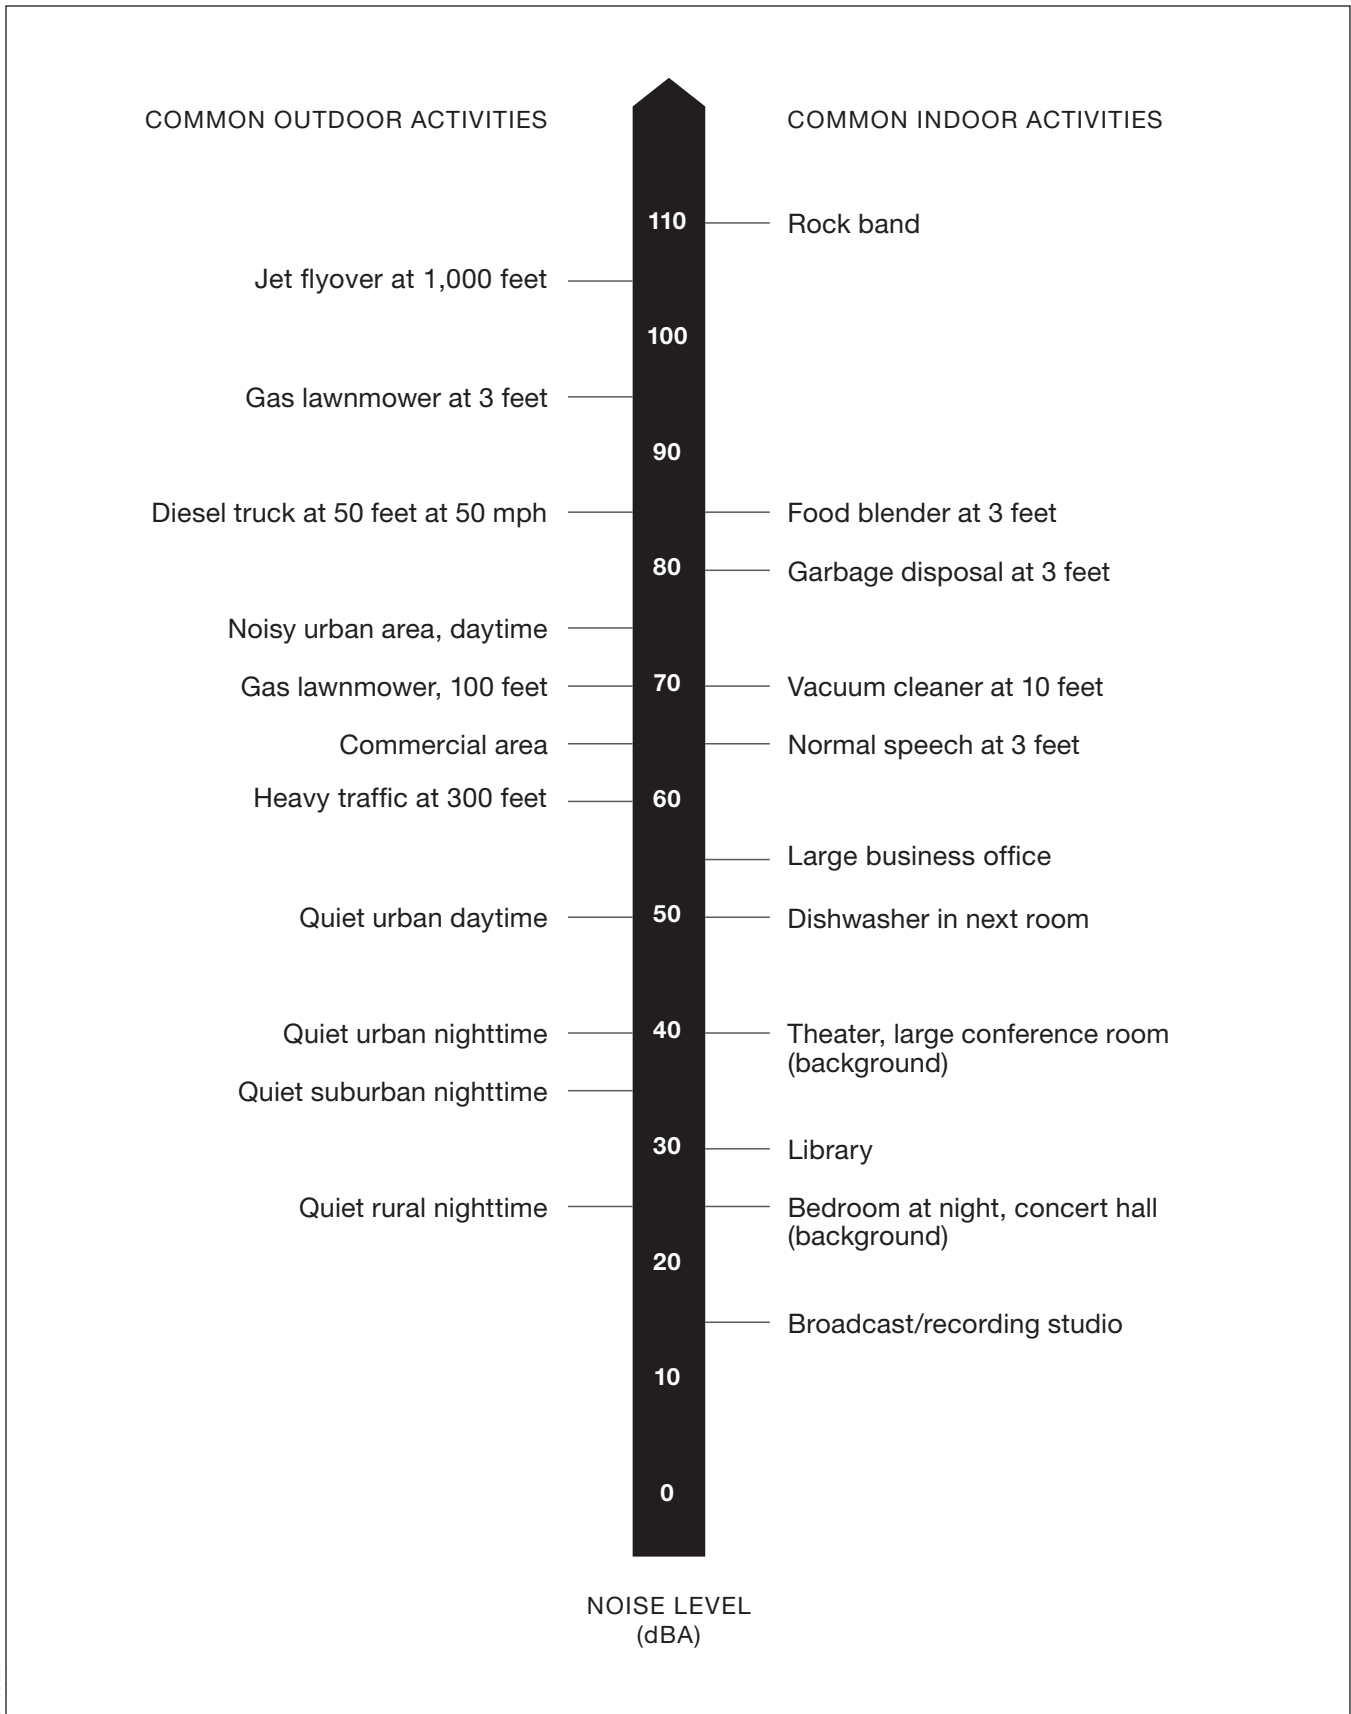 COMMON OUTDOOR ACTIVITIES
COMMON INDOOR ACTIVITIES
110
Rock band
Jet flyover at 1,000 feet
100
Gas lawnmower at 3 feet
90
Diesel truck at 50 feet at 50 mph
Food blender at 3 feet
80
Garbage disposal at 3 feet
Noisy urban area, daytime
Gas lawnmower, 100 feet
70
Vacuum cleaner at 10 feet
Commercial area
Normal speech at 3 feet
Heavy traffic at 300 feet
60
Large business office
Quiet urban daytime
50
Dishwasher in next room
Quiet urban nighttime
40
Theater, large conference room
(background)
Quiet suburban nighttime
30
Library
Quiet rural nighttime
Bedroom at night, concert hall
(background)
20
Broadcast/recording studio
10
0
NOISE LEVEL
(dBA)